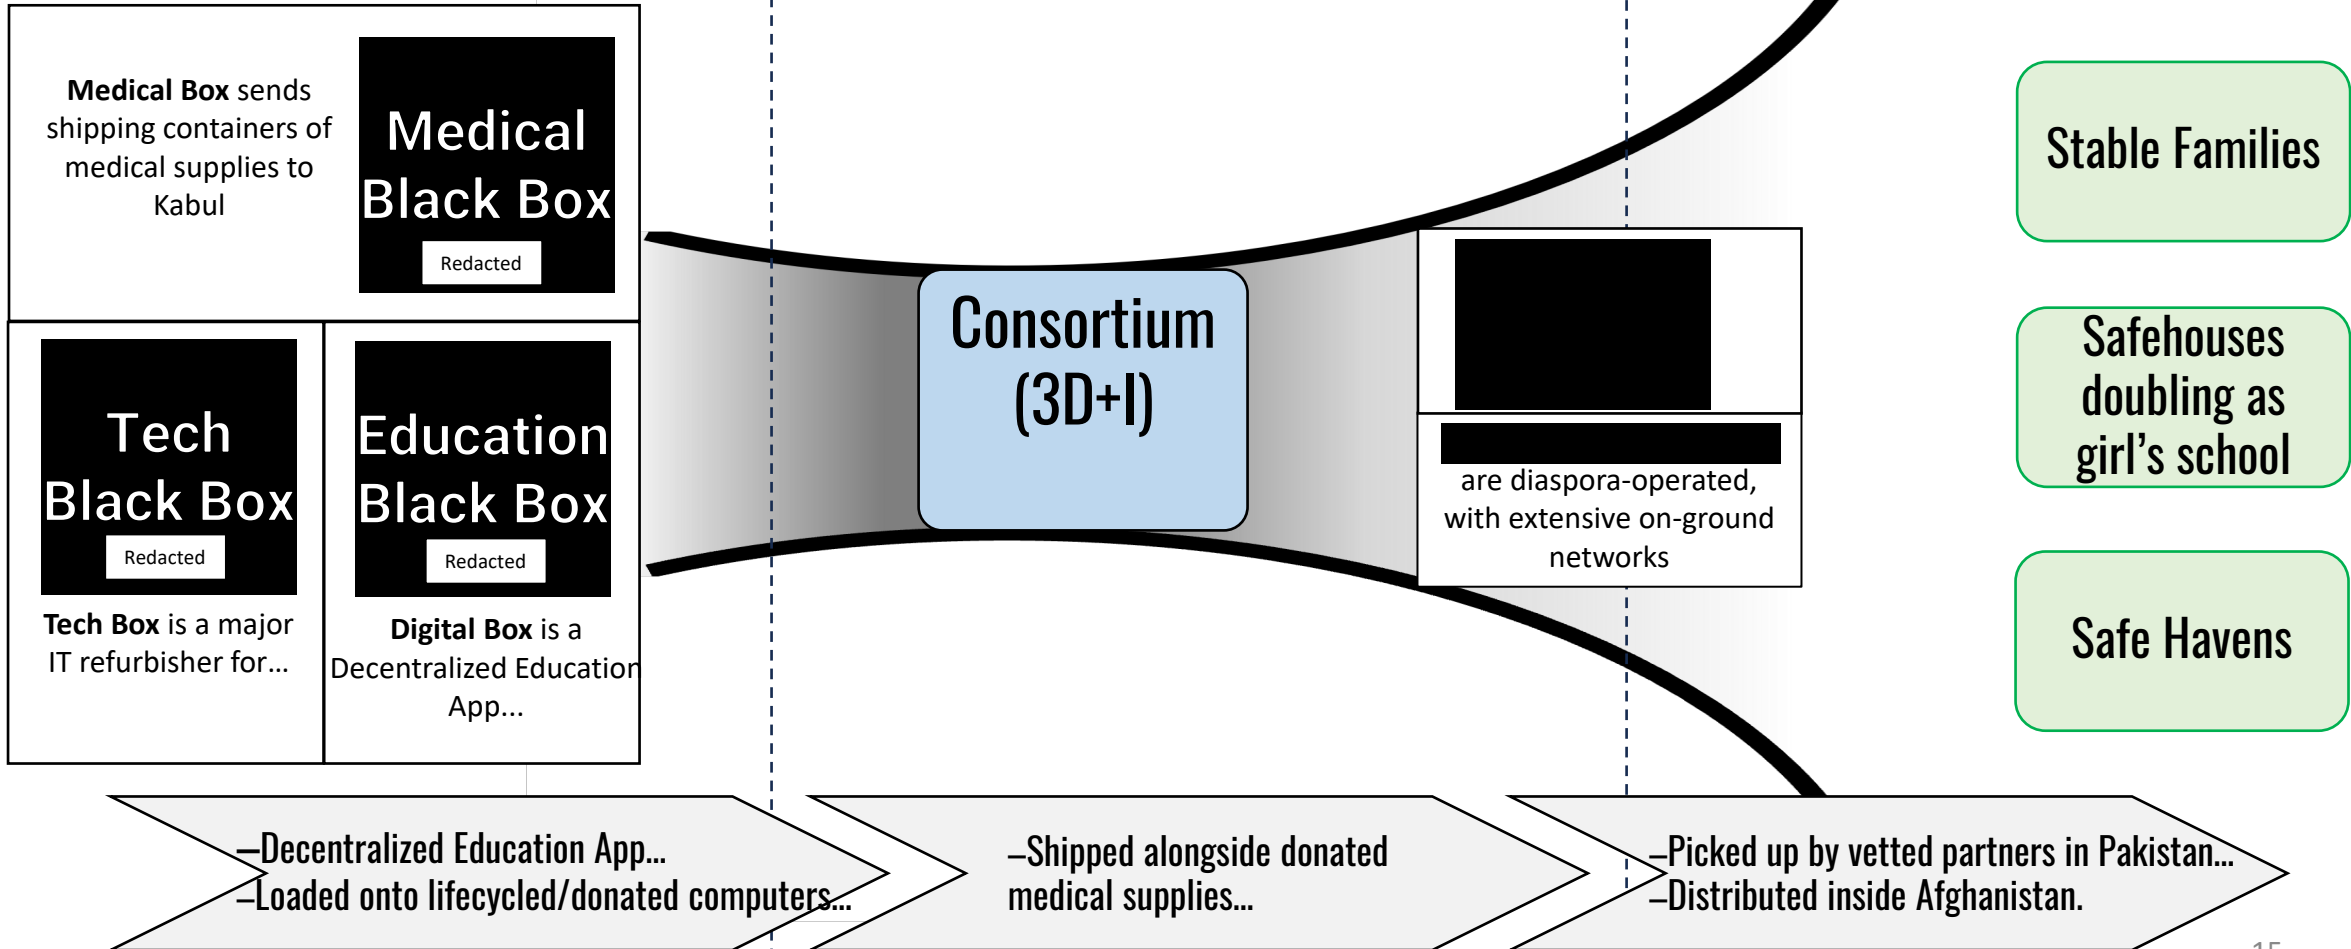 Medical Box sends
shipping containers of
medical supplies to
Kabul
Medical
Black Box
Redacted
Tech
Black Box
Redacted
Tech Box is a major
IT refurbisher for...
Education
Black Box
Redacted
Digital Box is a
Decentralized Education
App...
Consortium
(3D+I)
are diaspora-operated,
with extensive on-ground
networks
Stable Families
Safehouses
doubling as
girl’s school
Safe Havens
–Decentralized Education App...
–Loaded onto lifecycled/donated computers...
–Shipped alongside donated
medical supplies...
–Picked up by vetted partners in Pakistan...
–Distributed inside Afghanistan.
15